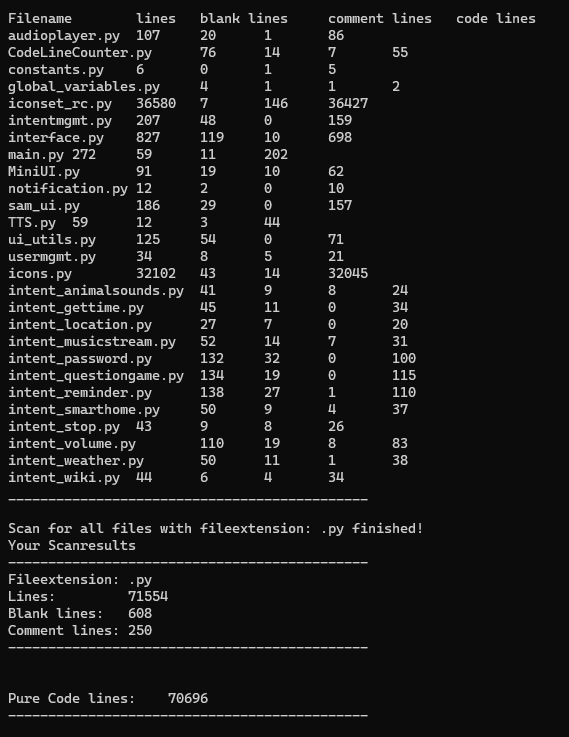 Filename lines blank lines comment lines code lines
audioplayer.py 107 20 1 86
CodeLineCounter.py 76 14 7 55
constants.py 6 0 1 5
global_variables.py 4 1 1 2
iconset_rc.py 36580 7 146 36427
intentmgmt.py 207 48 0 159
interface.py 827 119 10 698
main.py 272 59 11 202
MiniUI.py 91 19 10 62
notification.py 12 2 0 10
sam_ui.py 186 29 0 157
TTS.py 59 12 3 44
ui_utils.py 125 54 0 71
usermgmt.py 34 8 5 21
icons.py 32102 43 14 32045
intent_animalsounds.py 41 9 8 24
intent_gettime.py 45 11 0 34
intent_location.py 27 7 0 20
intent_musicstream.py 52 14 7 31
intent_password.py 132 32 0 100
intent_questiongame.py 134 19 0 115
intent_reminder.py 138 27 1 110
intent_smarthome.py 50 9 4 37
intent_stop.py 43 9 8 26
intent_volume.py 110 19 8 83
intent_weather.py 50 11 1 38
intent_wiki.py 44 6 4 34
_____________________________________________
Scan for all files with fileextension: .py finished!
Your Scanresults
---------------------------------------------
Fileextension: .py
Lines: 71554
Blank lines: 608
Comment lines: 250
---------------------------------------------
Pure Code lines: 70696
---------------------------------------------